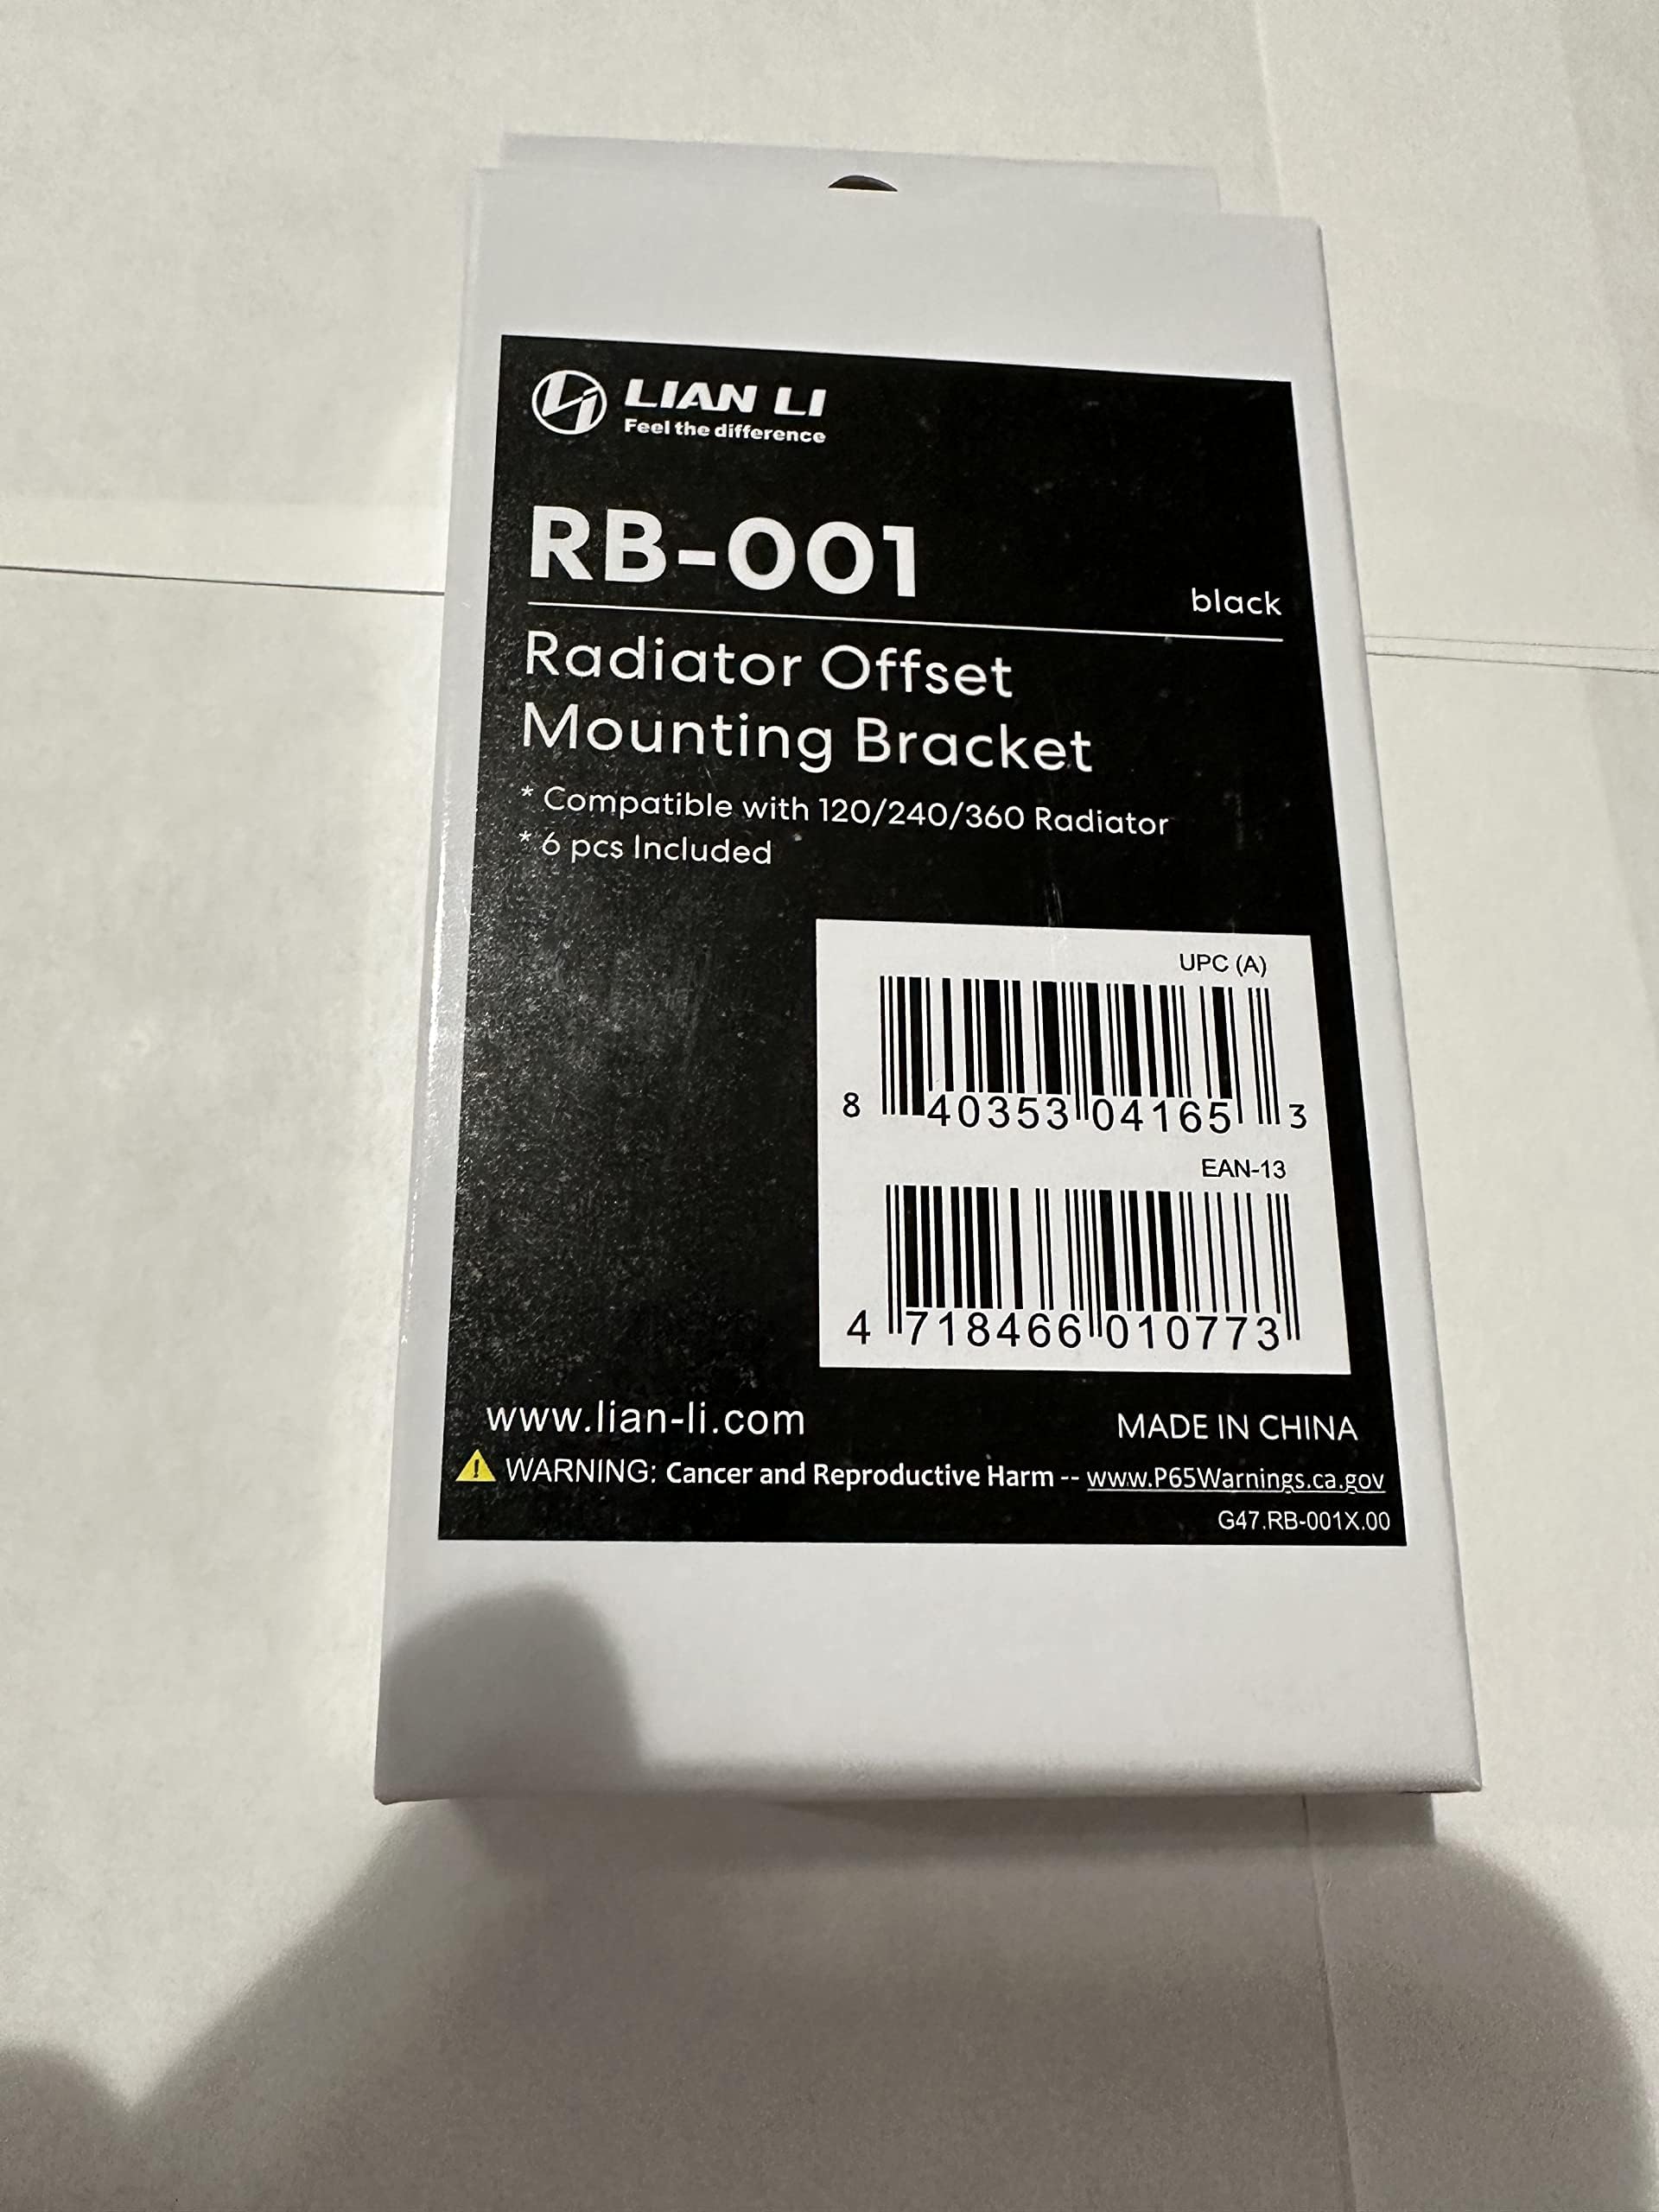 LIAN LI
Feel the difference
RB-001
black
Radiator Offset
Mounting Bracket
* Compatible with 120/240/360 Radiator
* 6 pcs Included
UPC (A)
8 40353 04165 3
EAN-13
4 718466 010773
www.lian-li.com
MADE IN CHINA
WARNING: Cancer and Reproductive Harm -- www.P65Warnings.ca.gov
G47.RB-001X.00